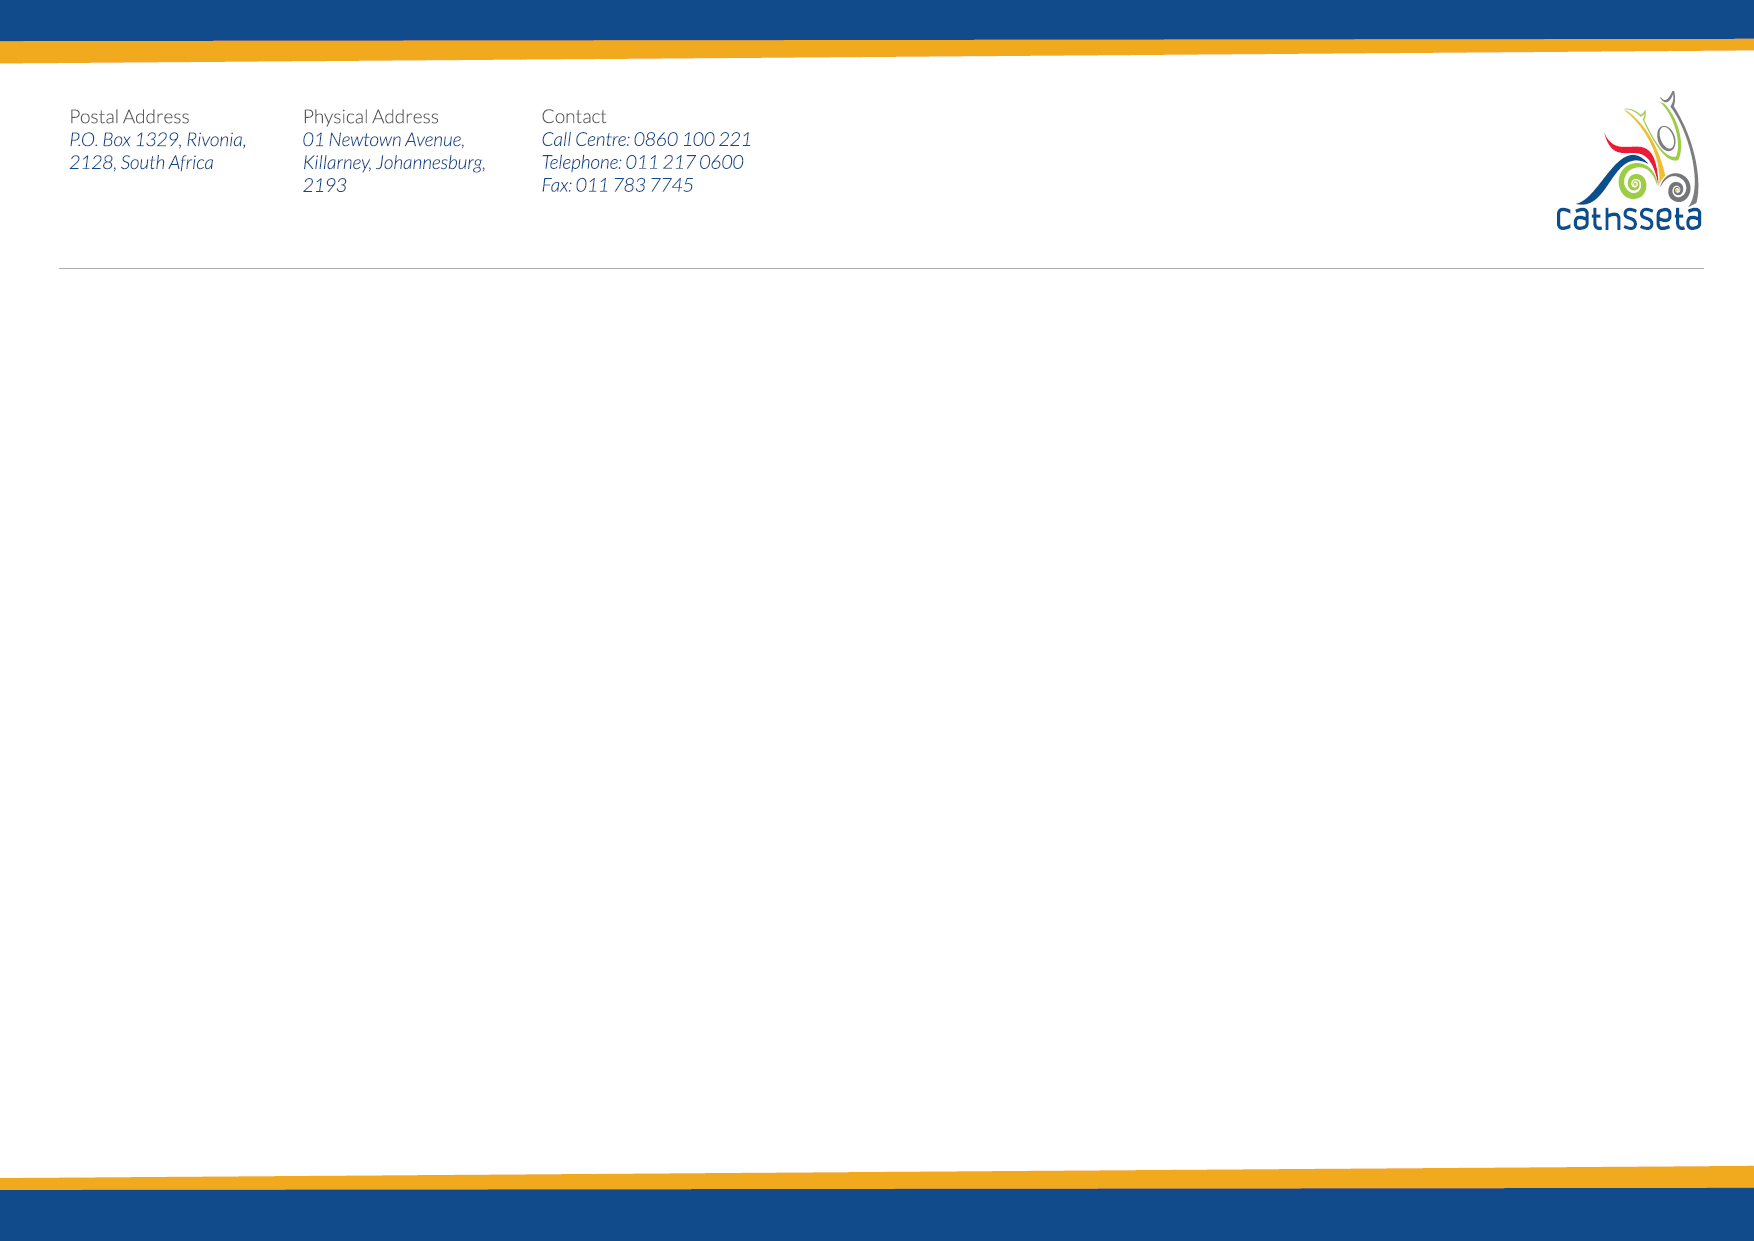 Postal Address
P.O. Box 1329, Rivonia,
2128, South Africa
Physical Address
01 Newtown Avenue,
Killarney, Johannesburg,
2193
Contact
Call Centre: 0860 100 221
Telephone: 011 217 0600
Fax: 011 783 7745
cathsseta